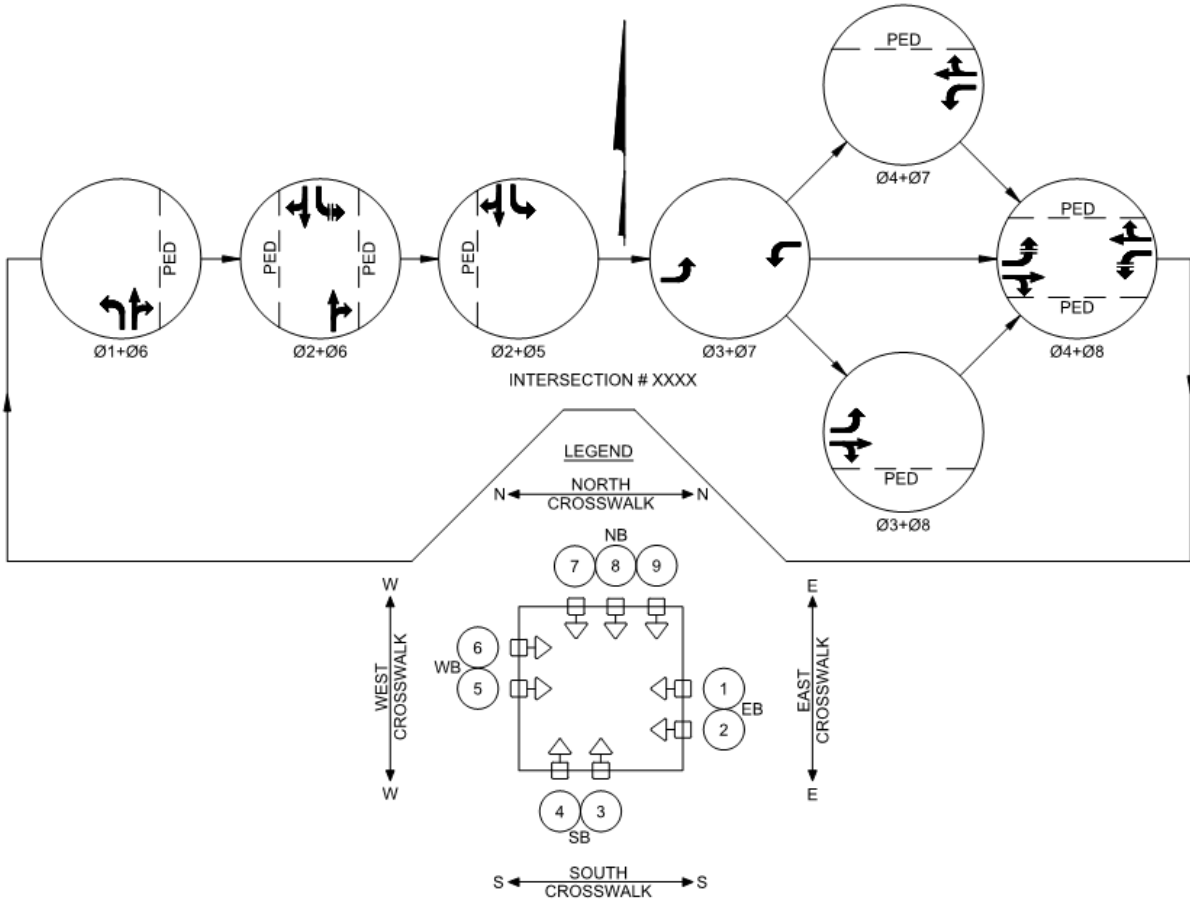 PED
Ø4+Ø7
PED
Ø1+Ø6
PED
PED
Ø2+Ø6
PED
Ø2+Ø5
Ø3+Ø7
PED
PED
Ø4+Ø8
PED
Ø3+Ø8
INTERSECTION # XXXX
LEGEND
N NORTH N
CROSSWALK
NB
7 8 9
W
WEST
CROSSWALK
W
6
WB
5
1
EB
2
E
EAST
CROSSWALK
E
4 3
SB
S SOUTH S
CROSSWALK